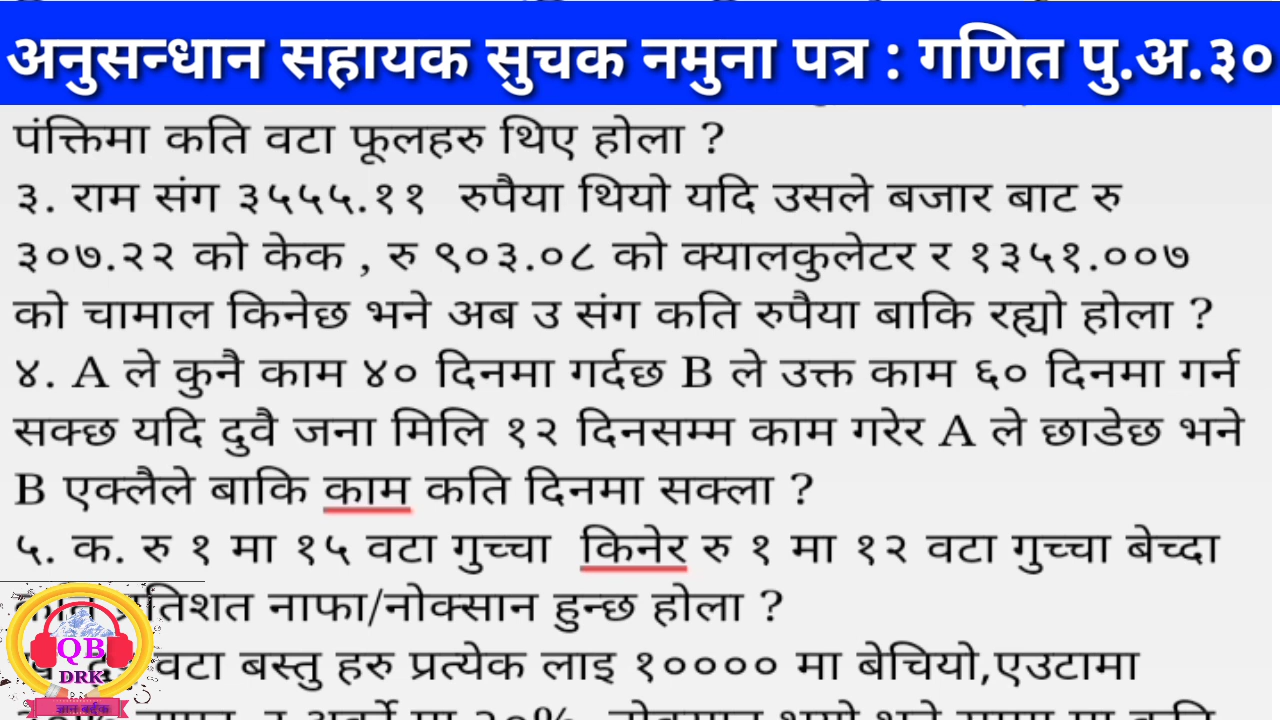 अनुसन्धान सहायक सुचक नमुना पत्र : गणित पु.अ.३०
पंक्तिमा कति वटा फूलहरु थिए होला ?
३. राम संग ३५५५.११ रुपैया थियो यदि उसले बजार बाट रु
३०७.२२ को केक , रु ९०३.०८ को क्यालकुलेटर र १३५१.००७
को चामाल किनेछ भने अब उ संग कति रुपैया बाकि रह्यो होला ?
४. A ले कुनै काम ४० दिनमा गर्दछ B ले उक्त काम ६० दिनमा गर्न
सक्छ यदि दुवै जना मिलि १२ दिनसम्म काम गरेर A ले छाडेछ भने
B एक्लैले बाकि काम कति दिनमा सक्ला ?
५. क. रु १ मा १५ वटा गुच्चा किनेर रु १ मा १२ वटा गुच्चा बेच्दा
नाफा/नोक्सान हुन्छ होला ?
वटा बस्तु हरु प्रत्येक लाइ १०००० मा बेचियो,एउटामा
QB
DRK